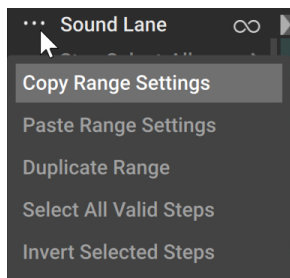 ··· Sound Lane ∞
Copy Range Settings
Paste Range Settings
Duplicate Range
Select All Valid Steps
Invert Selected Steps